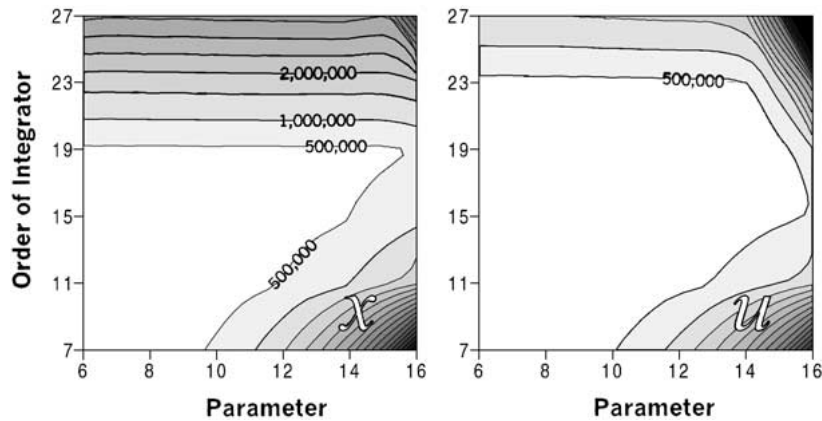 27
23
19
15
11
7
6 8 10 12 14 16
Order of Integrator
Parameter
2,000,000
1,000,000
500,000
500,000
x
27
23
19
15
11
7
6 8 10 12 14 16
Parameter
500,000
u